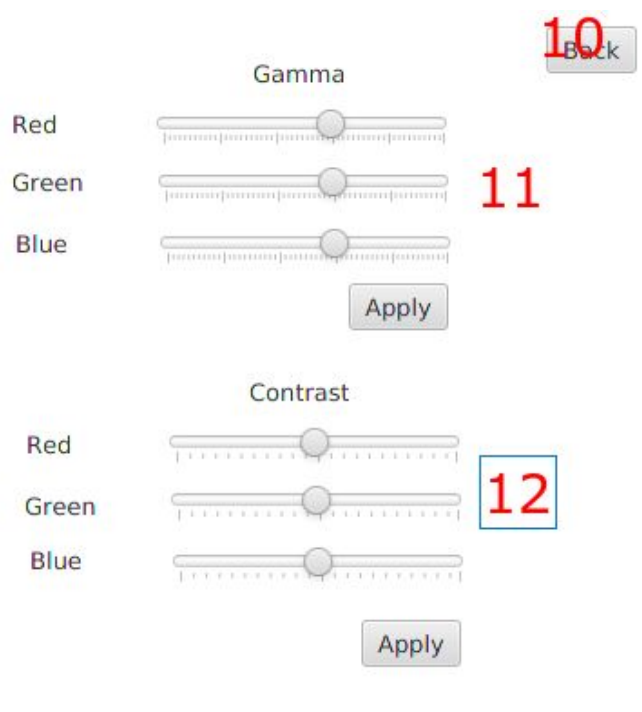 10
Back
Gamma
Red
Green
11
Blue
Apply
Contrast
Red
Green
12
Blue
Apply